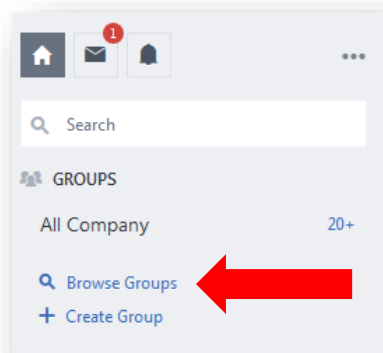 1
Search
GROUPS
All Company 20+
Browse Groups
Create Group